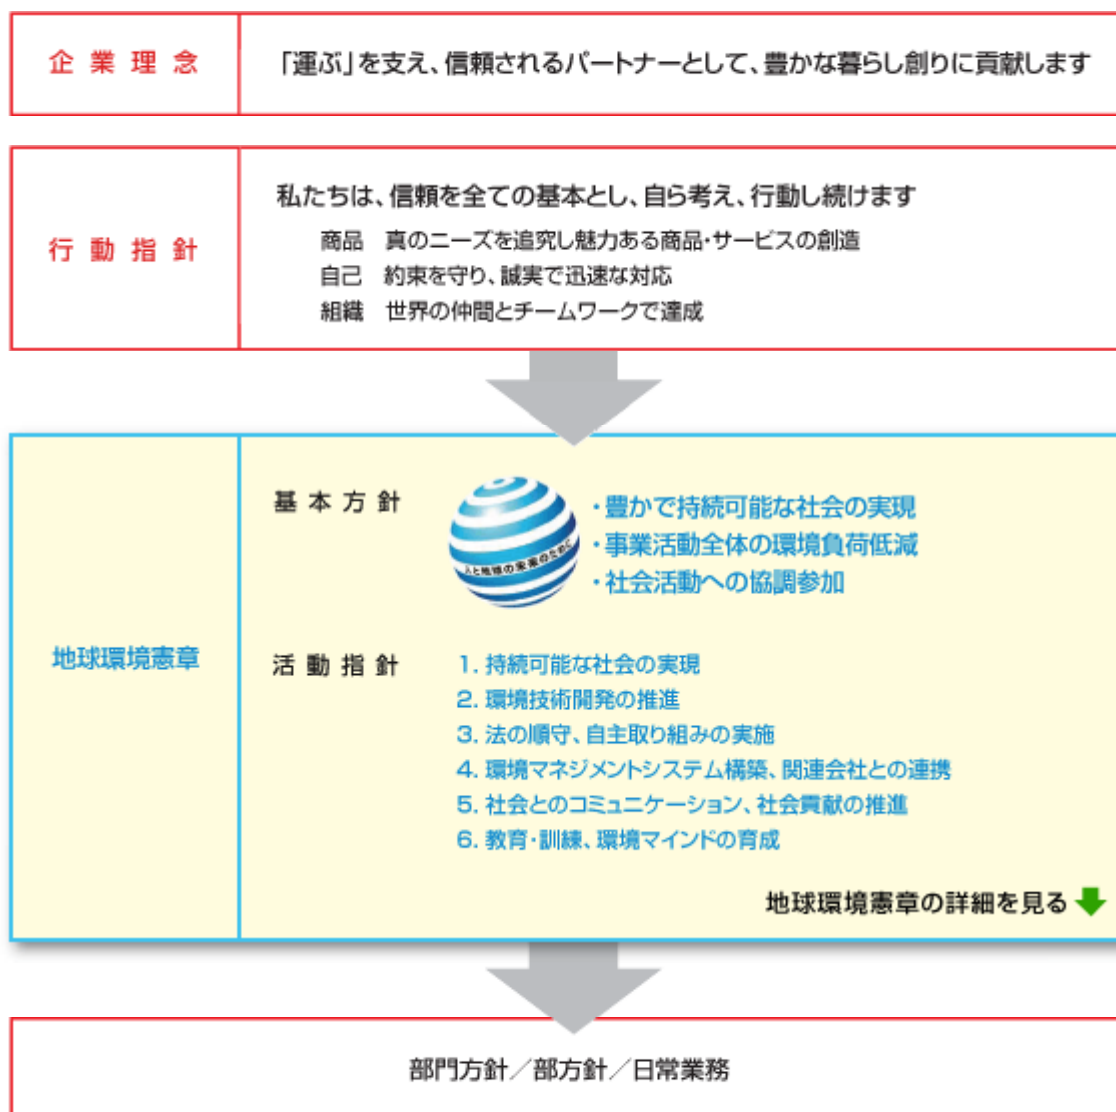 企業理念
「運ぶ」を支え、信頼されるパートナーとして、豊かな暮らし創りに貢献します
行動指針
私たちは、信頼を全ての基本とし、自ら考え、行動し続けます
商品 真のニーズを追究し魅力ある商品・サービスの創造
自己 約束を守り、誠実で迅速な対応
組織 世界の仲間とチームワークで達成
地球環境憲章
基本方針
人と地球の未来のために
・豊かで持続可能な社会の実現
・事業活動全体の環境負荷低減
・社会活動への協調参加
活動指針
1. 持続可能な社会の実現
2. 環境技術開発の推進
3. 法の順守、自主取り組みの実施
4. 環境マネジメントシステム構築、関連会社との連携
5. 社会とのコミュニケーション、社会貢献の推進
6. 教育・訓練、環境マインドの育成
地球環境憲章の詳細を見る
部門方針／部方針／日常業務